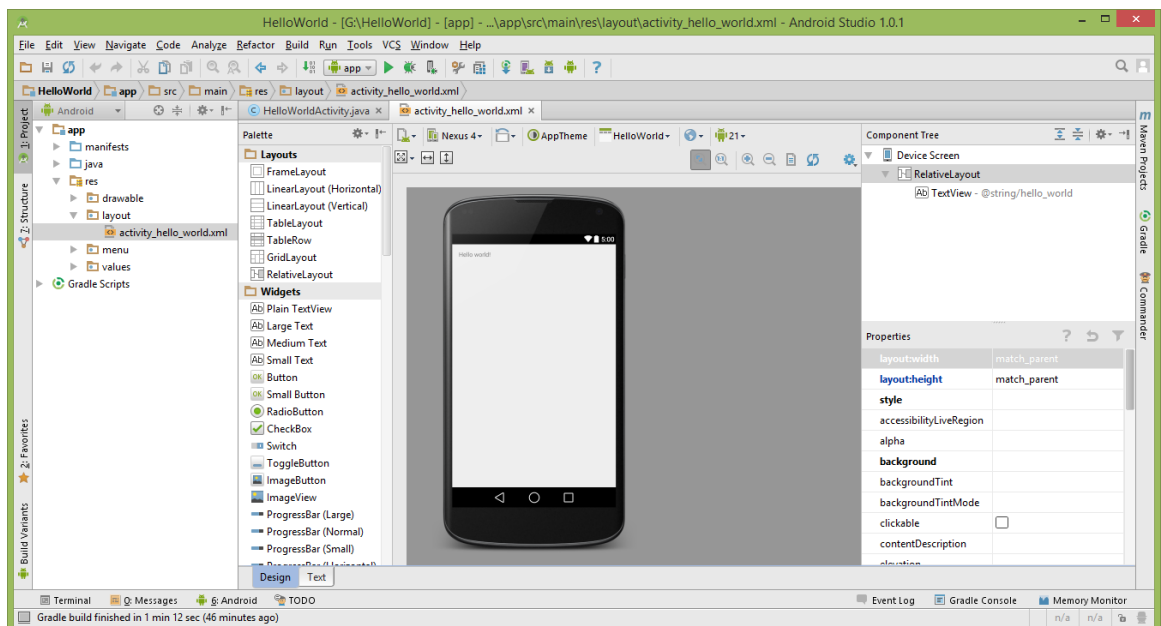 HelloWorld - [G:\HelloWorld] - [app] - ...\app\src\main\res\layout\activity_hello_world.xml - Android Studio 1.0.1
File Edit View Navigate Code Analyze Refactor Build Run Tools VCS Window Help
app
HelloWorld app src main res layout activity_hello_world.xml
1: Project
2: Structure
2: Favorites
Build Variants
Android
app
manifests
java
res
drawable
layout
activity_hello_world.xml
menu
values
Gradle Scripts
HelloWorldActivity.java × activity_hello_world.xml ×
Palette
Layouts
FrameLayout
LinearLayout (Horizontal)
LinearLayout (Vertical)
TableLayout
TableRow
GridLayout
RelativeLayout
Widgets
Plain TextView
Large Text
Medium Text
Small Text
Button
Small Button
RadioButton
CheckBox
Switch
ToggleButton
ImageButton
ImageView
ProgressBar (Large)
ProgressBar (Normal)
ProgressBar (Small)
Design Text
Nexus 4 AppTheme HelloWorld 21
5:00
Hello world!
Component Tree
Device Screen
RelativeLayout
Ab TextView - @string/hello_world
Properties
layout:width match_parent
layout:height match_parent
style
accessibilityLiveRegion
alpha
background
backgroundTint
backgroundTintMode
clickable
contentDescription
m Maven Projects
Gradle
Commander
Terminal 0: Messages 6: Android TODO Event Log Gradle Console Memory Monitor
Gradle build finished in 1 min 12 sec (46 minutes ago) n/a n/a